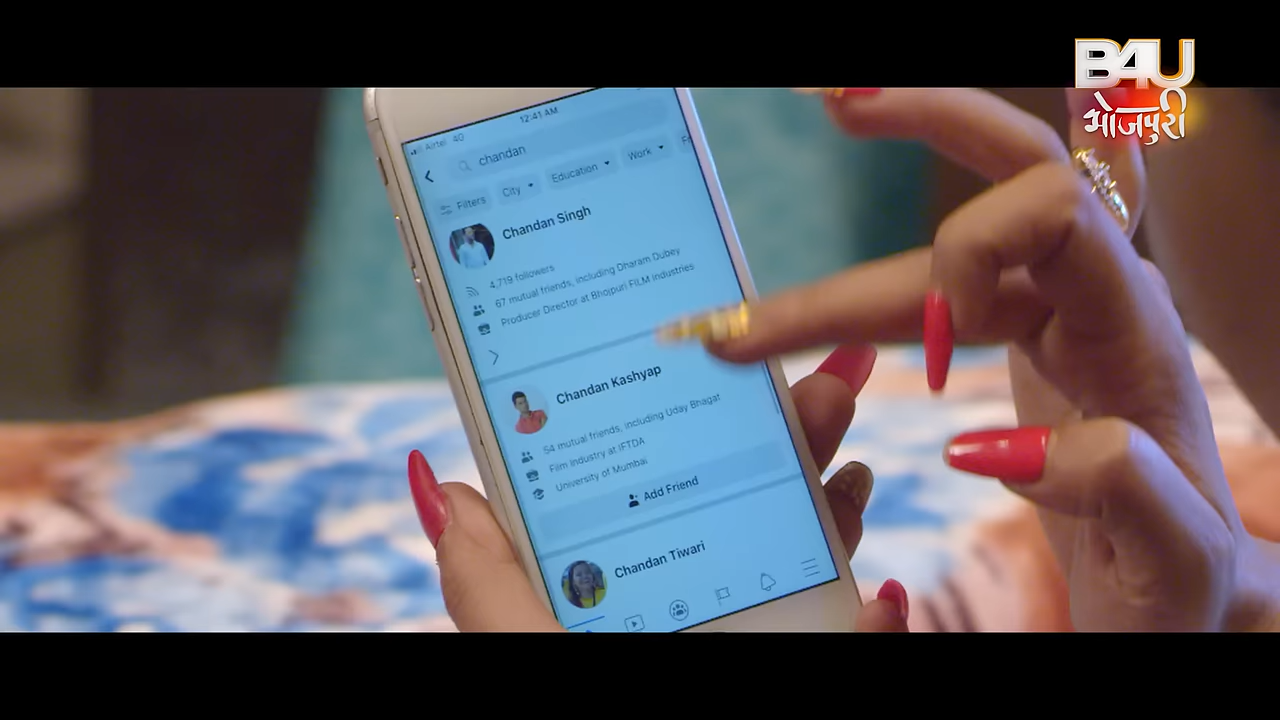 B4U
भोजपुरी
Airtel 4G
12:41 AM
chandan
Filters
City
Education
Work
Chandan Singh
4,719 followers
67 mutual friends, including Dharam Dubey
Producer Director at Bhojpuri FILM industries
Chandan Kashyap
54 mutual friends, including Uday Bhagat
Film Industry at IFTDA
University of Mumbai
Add Friend
Chandan Tiwari